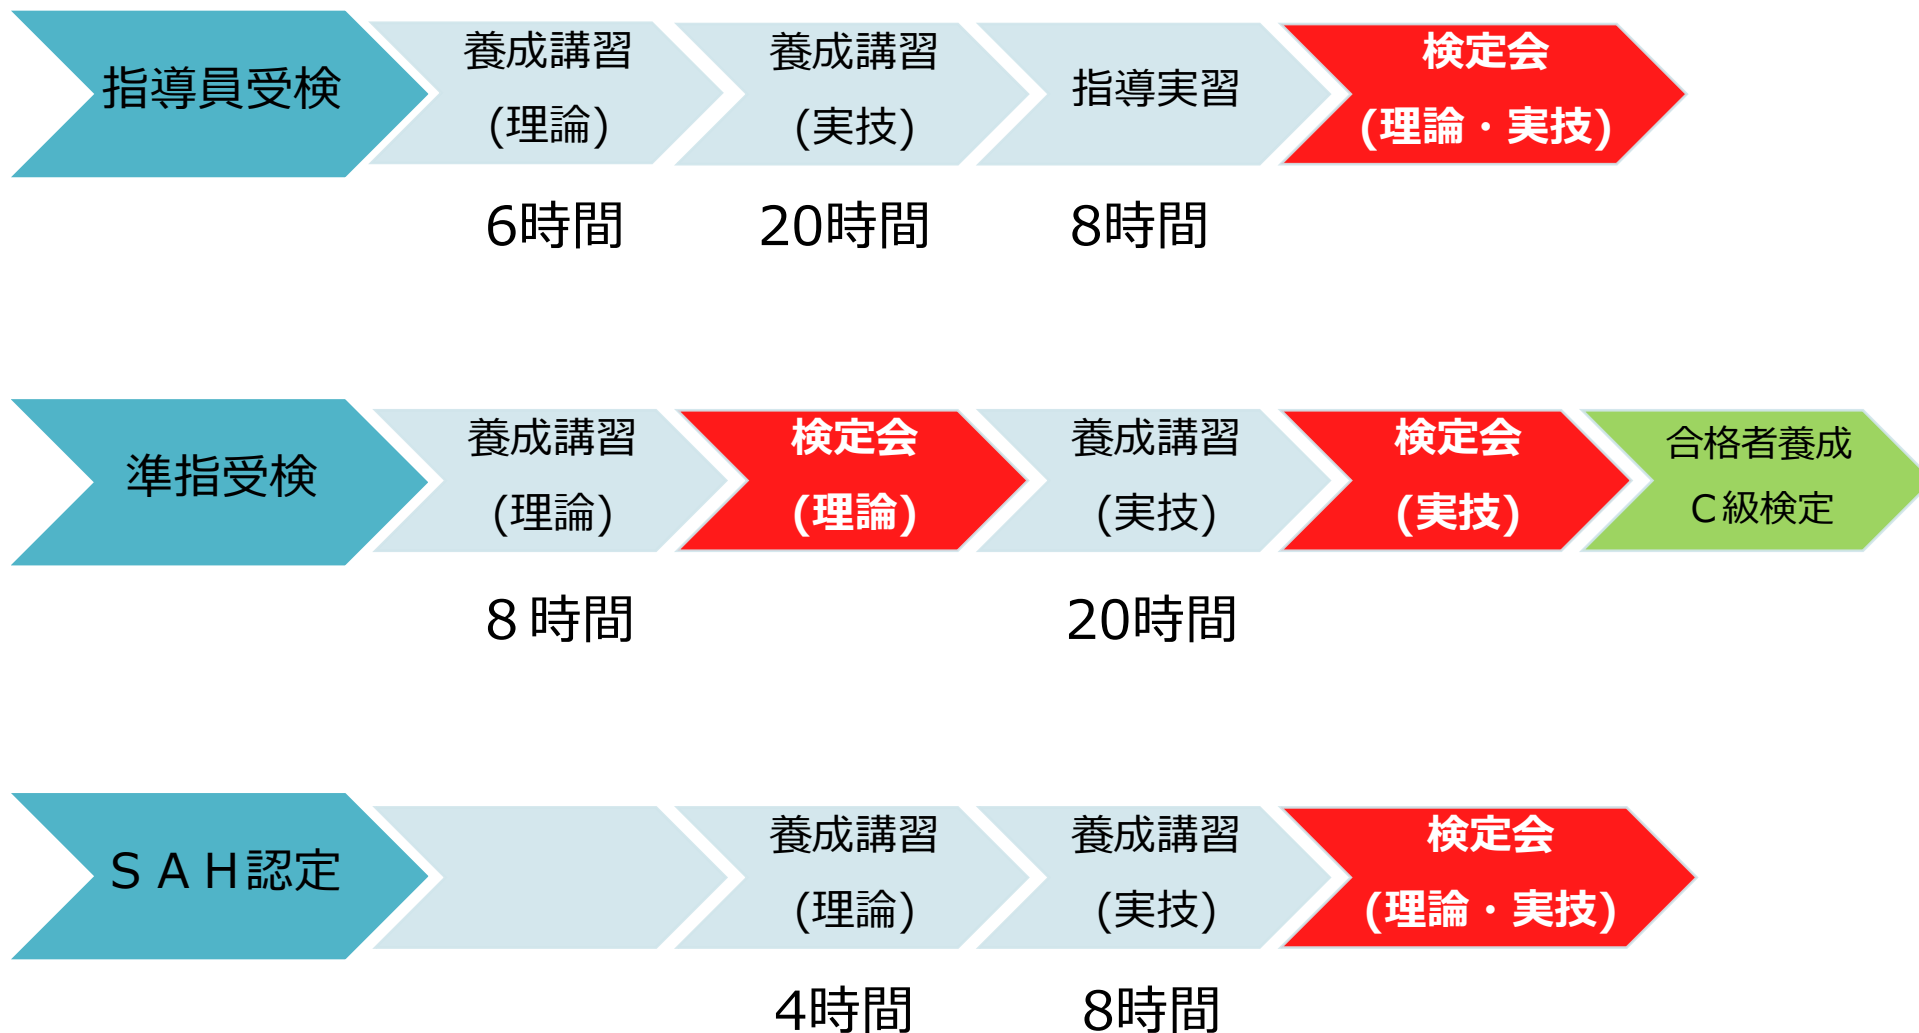 指導員受検
養成講習
(理論)
養成講習
(実技)
指導実習
検定会
(理論・実技)
6時間
20時間
8時間
準指受検
養成講習
(理論)
検定会
(理論)
養成講習
(実技)
検定会
(実技)
合格者養成
C級検定
8時間
20時間
ＳＡＨ認定
養成講習
(理論)
養成講習
(実技)
検定会
(理論・実技)
4時間
8時間